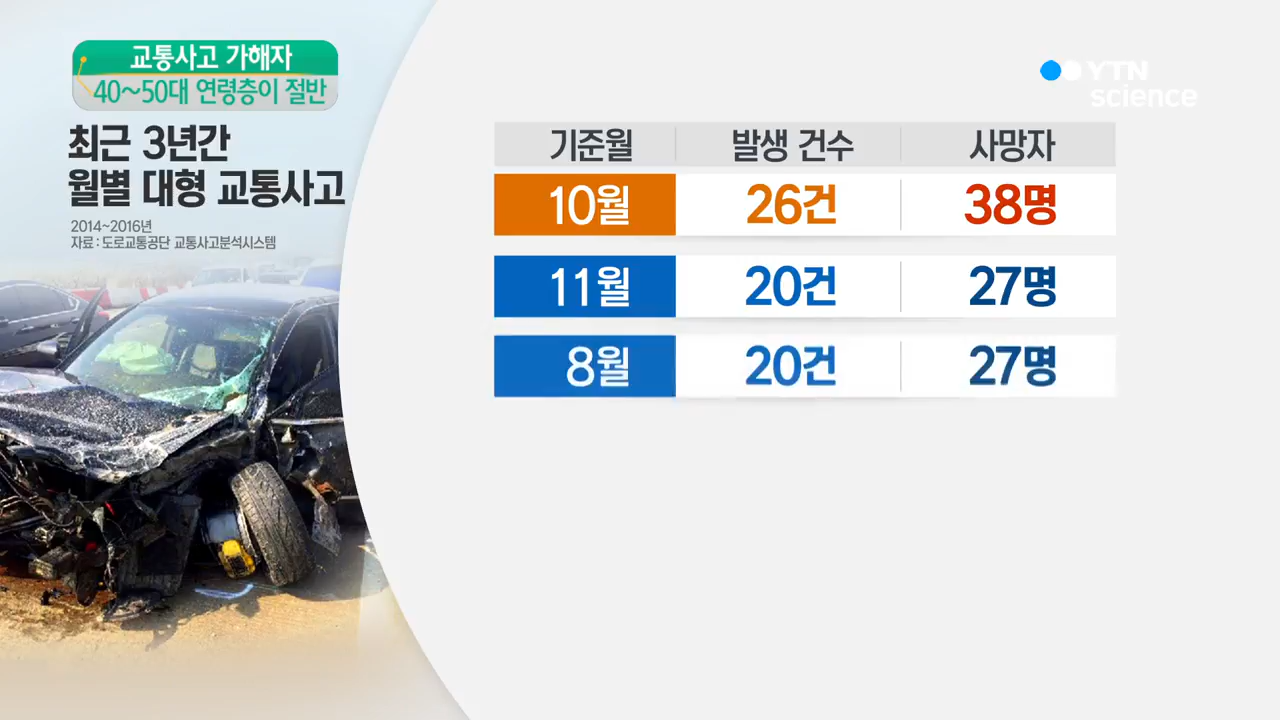 교통사고 가해자
40~50대 연령층이 절반
최근 3년간
월별 대형 교통사고
2014~2016년
자료 : 도로교통공단 교통사고분석시스템
YTN
science
기준월 발생 건수 사망자
10월 26건 38명
11월 20건 27명
8월 20건 27명